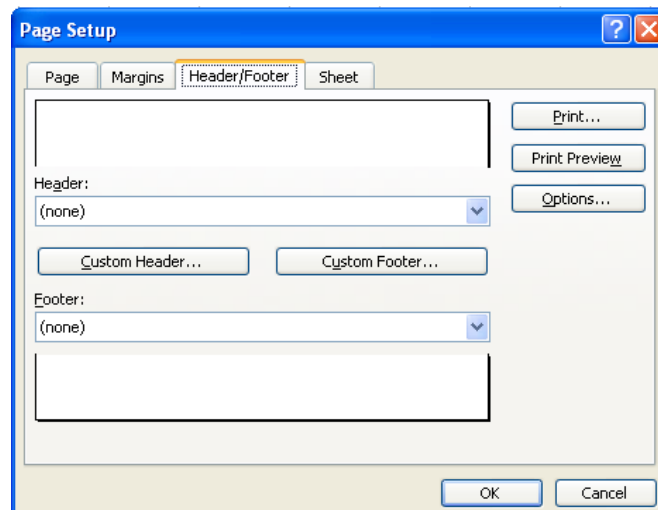 Page Setup
Page Margins Header/Footer Sheet
Print...
Print Preview
Header:
Options...
(none)
Custom Header... Custom Footer...
Footer:
(none)
OK Cancel